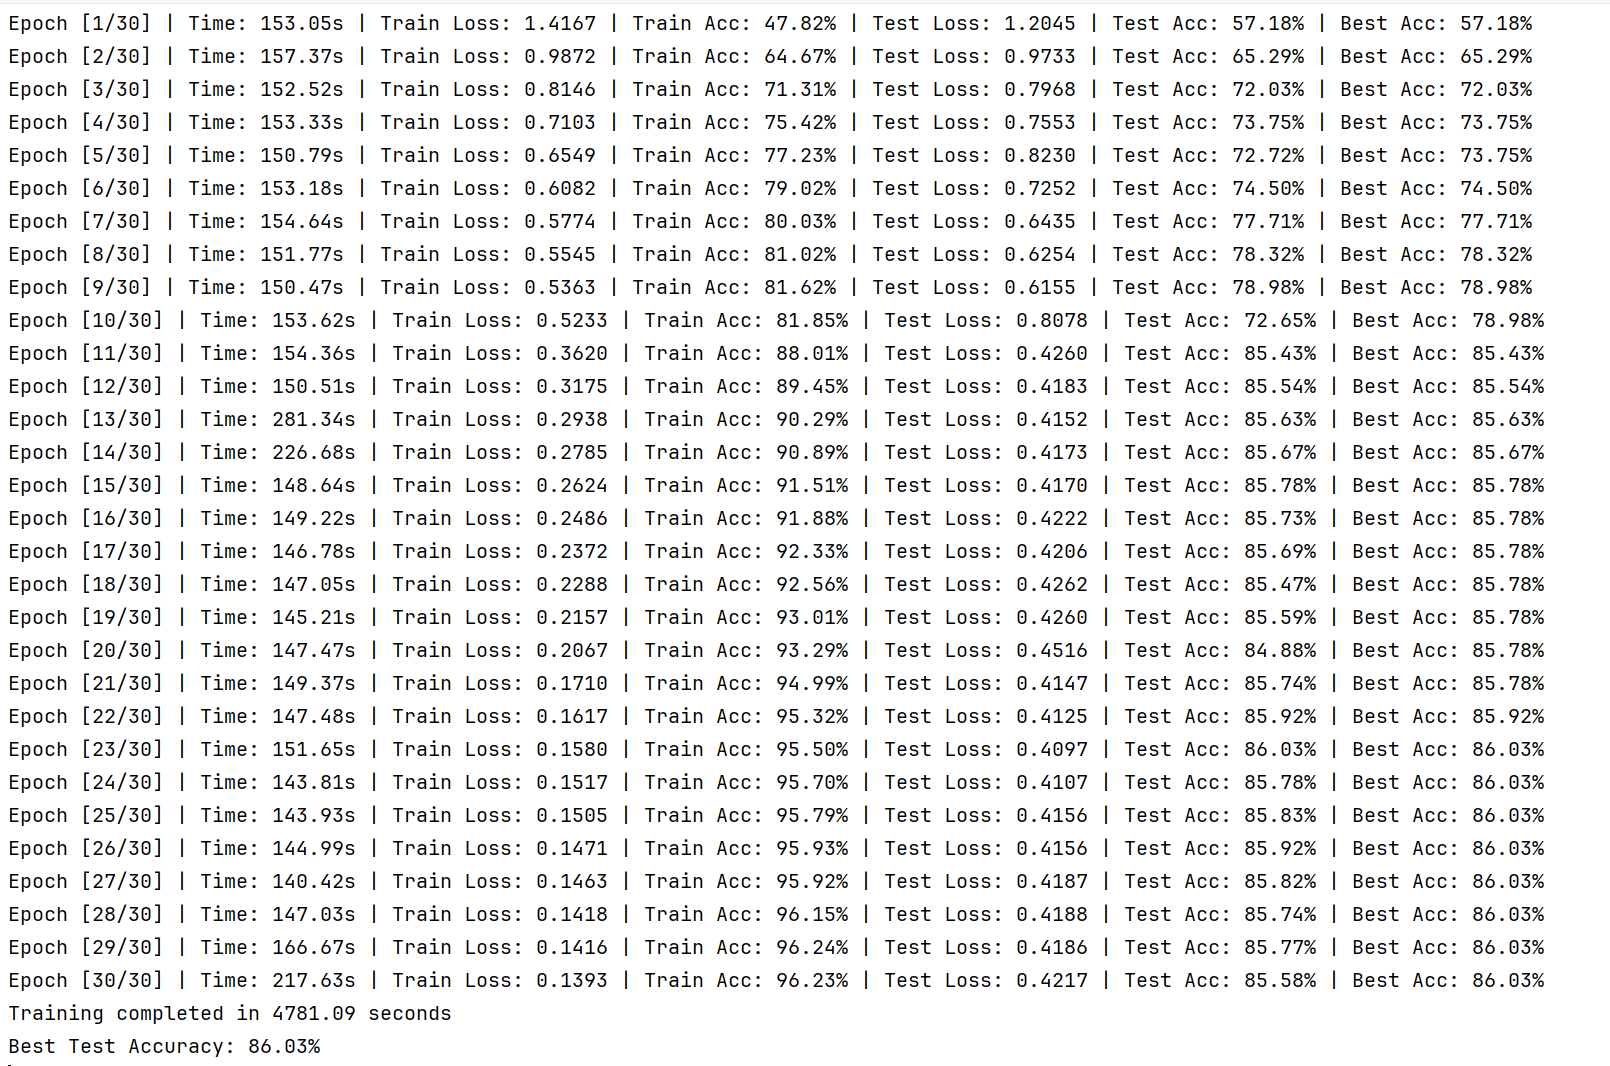 Epoch [1/30] | Time: 153.05s | Train Loss: 1.4167 | Train Acc: 47.82% | Test Loss: 1.2045 | Test Acc: 57.18% | Best Acc: 57.18%
Epoch [2/30] | Time: 157.37s | Train Loss: 0.9872 | Train Acc: 64.67% | Test Loss: 0.9733 | Test Acc: 65.29% | Best Acc: 65.29%
Epoch [3/30] | Time: 152.52s | Train Loss: 0.8146 | Train Acc: 71.31% | Test Loss: 0.7968 | Test Acc: 72.03% | Best Acc: 72.03%
Epoch [4/30] | Time: 153.33s | Train Loss: 0.7103 | Train Acc: 75.42% | Test Loss: 0.7553 | Test Acc: 73.75% | Best Acc: 73.75%
Epoch [5/30] | Time: 150.79s | Train Loss: 0.6549 | Train Acc: 77.23% | Test Loss: 0.8230 | Test Acc: 72.72% | Best Acc: 73.75%
Epoch [6/30] | Time: 153.18s | Train Loss: 0.6082 | Train Acc: 79.02% | Test Loss: 0.7252 | Test Acc: 74.50% | Best Acc: 74.50%
Epoch [7/30] | Time: 154.64s | Train Loss: 0.5774 | Train Acc: 80.03% | Test Loss: 0.6435 | Test Acc: 77.71% | Best Acc: 77.71%
Epoch [8/30] | Time: 151.77s | Train Loss: 0.5545 | Train Acc: 81.02% | Test Loss: 0.6254 | Test Acc: 78.32% | Best Acc: 78.32%
Epoch [9/30] | Time: 150.47s | Train Loss: 0.5363 | Train Acc: 81.62% | Test Loss: 0.6155 | Test Acc: 78.98% | Best Acc: 78.98%
Epoch [10/30] | Time: 153.62s | Train Loss: 0.5233 | Train Acc: 81.85% | Test Loss: 0.8078 | Test Acc: 72.65% | Best Acc: 78.98%
Epoch [11/30] | Time: 154.36s | Train Loss: 0.3620 | Train Acc: 88.01% | Test Loss: 0.4260 | Test Acc: 85.43% | Best Acc: 85.43%
Epoch [12/30] | Time: 150.51s | Train Loss: 0.3175 | Train Acc: 89.45% | Test Loss: 0.4183 | Test Acc: 85.54% | Best Acc: 85.54%
Epoch [13/30] | Time: 281.34s | Train Loss: 0.2938 | Train Acc: 90.29% | Test Loss: 0.4152 | Test Acc: 85.63% | Best Acc: 85.63%
Epoch [14/30] | Time: 226.68s | Train Loss: 0.2785 | Train Acc: 90.89% | Test Loss: 0.4173 | Test Acc: 85.67% | Best Acc: 85.67%
Epoch [15/30] | Time: 148.64s | Train Loss: 0.2624 | Train Acc: 91.51% | Test Loss: 0.4170 | Test Acc: 85.78% | Best Acc: 85.78%
Epoch [16/30] | Time: 149.22s | Train Loss: 0.2486 | Train Acc: 91.88% | Test Loss: 0.4222 | Test Acc: 85.73% | Best Acc: 85.78%
Epoch [17/30] | Time: 146.78s | Train Loss: 0.2372 | Train Acc: 92.33% | Test Loss: 0.4206 | Test Acc: 85.69% | Best Acc: 85.78%
Epoch [18/30] | Time: 147.05s | Train Loss: 0.2288 | Train Acc: 92.56% | Test Loss: 0.4262 | Test Acc: 85.47% | Best Acc: 85.78%
Epoch [19/30] | Time: 145.21s | Train Loss: 0.2157 | Train Acc: 93.01% | Test Loss: 0.4260 | Test Acc: 85.59% | Best Acc: 85.78%
Epoch [20/30] | Time: 147.47s | Train Loss: 0.2067 | Train Acc: 93.29% | Test Loss: 0.4516 | Test Acc: 84.88% | Best Acc: 85.78%
Epoch [21/30] | Time: 149.37s | Train Loss: 0.1710 | Train Acc: 94.99% | Test Loss: 0.4147 | Test Acc: 85.74% | Best Acc: 85.78%
Epoch [22/30] | Time: 147.48s | Train Loss: 0.1617 | Train Acc: 95.32% | Test Loss: 0.4125 | Test Acc: 85.92% | Best Acc: 85.92%
Epoch [23/30] | Time: 151.65s | Train Loss: 0.1580 | Train Acc: 95.50% | Test Loss: 0.4097 | Test Acc: 86.03% | Best Acc: 86.03%
Epoch [24/30] | Time: 143.81s | Train Loss: 0.1517 | Train Acc: 95.70% | Test Loss: 0.4107 | Test Acc: 85.78% | Best Acc: 86.03%
Epoch [25/30] | Time: 143.93s | Train Loss: 0.1505 | Train Acc: 95.79% | Test Loss: 0.4156 | Test Acc: 85.83% | Best Acc: 86.03%
Epoch [26/30] | Time: 144.99s | Train Loss: 0.1471 | Train Acc: 95.93% | Test Loss: 0.4156 | Test Acc: 85.92% | Best Acc: 86.03%
Epoch [27/30] | Time: 140.42s | Train Loss: 0.1463 | Train Acc: 95.92% | Test Loss: 0.4187 | Test Acc: 85.82% | Best Acc: 86.03%
Epoch [28/30] | Time: 147.03s | Train Loss: 0.1418 | Train Acc: 96.15% | Test Loss: 0.4188 | Test Acc: 85.74% | Best Acc: 86.03%
Epoch [29/30] | Time: 166.67s | Train Loss: 0.1416 | Train Acc: 96.24% | Test Loss: 0.4186 | Test Acc: 85.77% | Best Acc: 86.03%
Epoch [30/30] | Time: 217.63s | Train Loss: 0.1393 | Train Acc: 96.23% | Test Loss: 0.4217 | Test Acc: 85.58% | Best Acc: 86.03%
Training completed in 4781.09 seconds
Best Test Accuracy: 86.03%